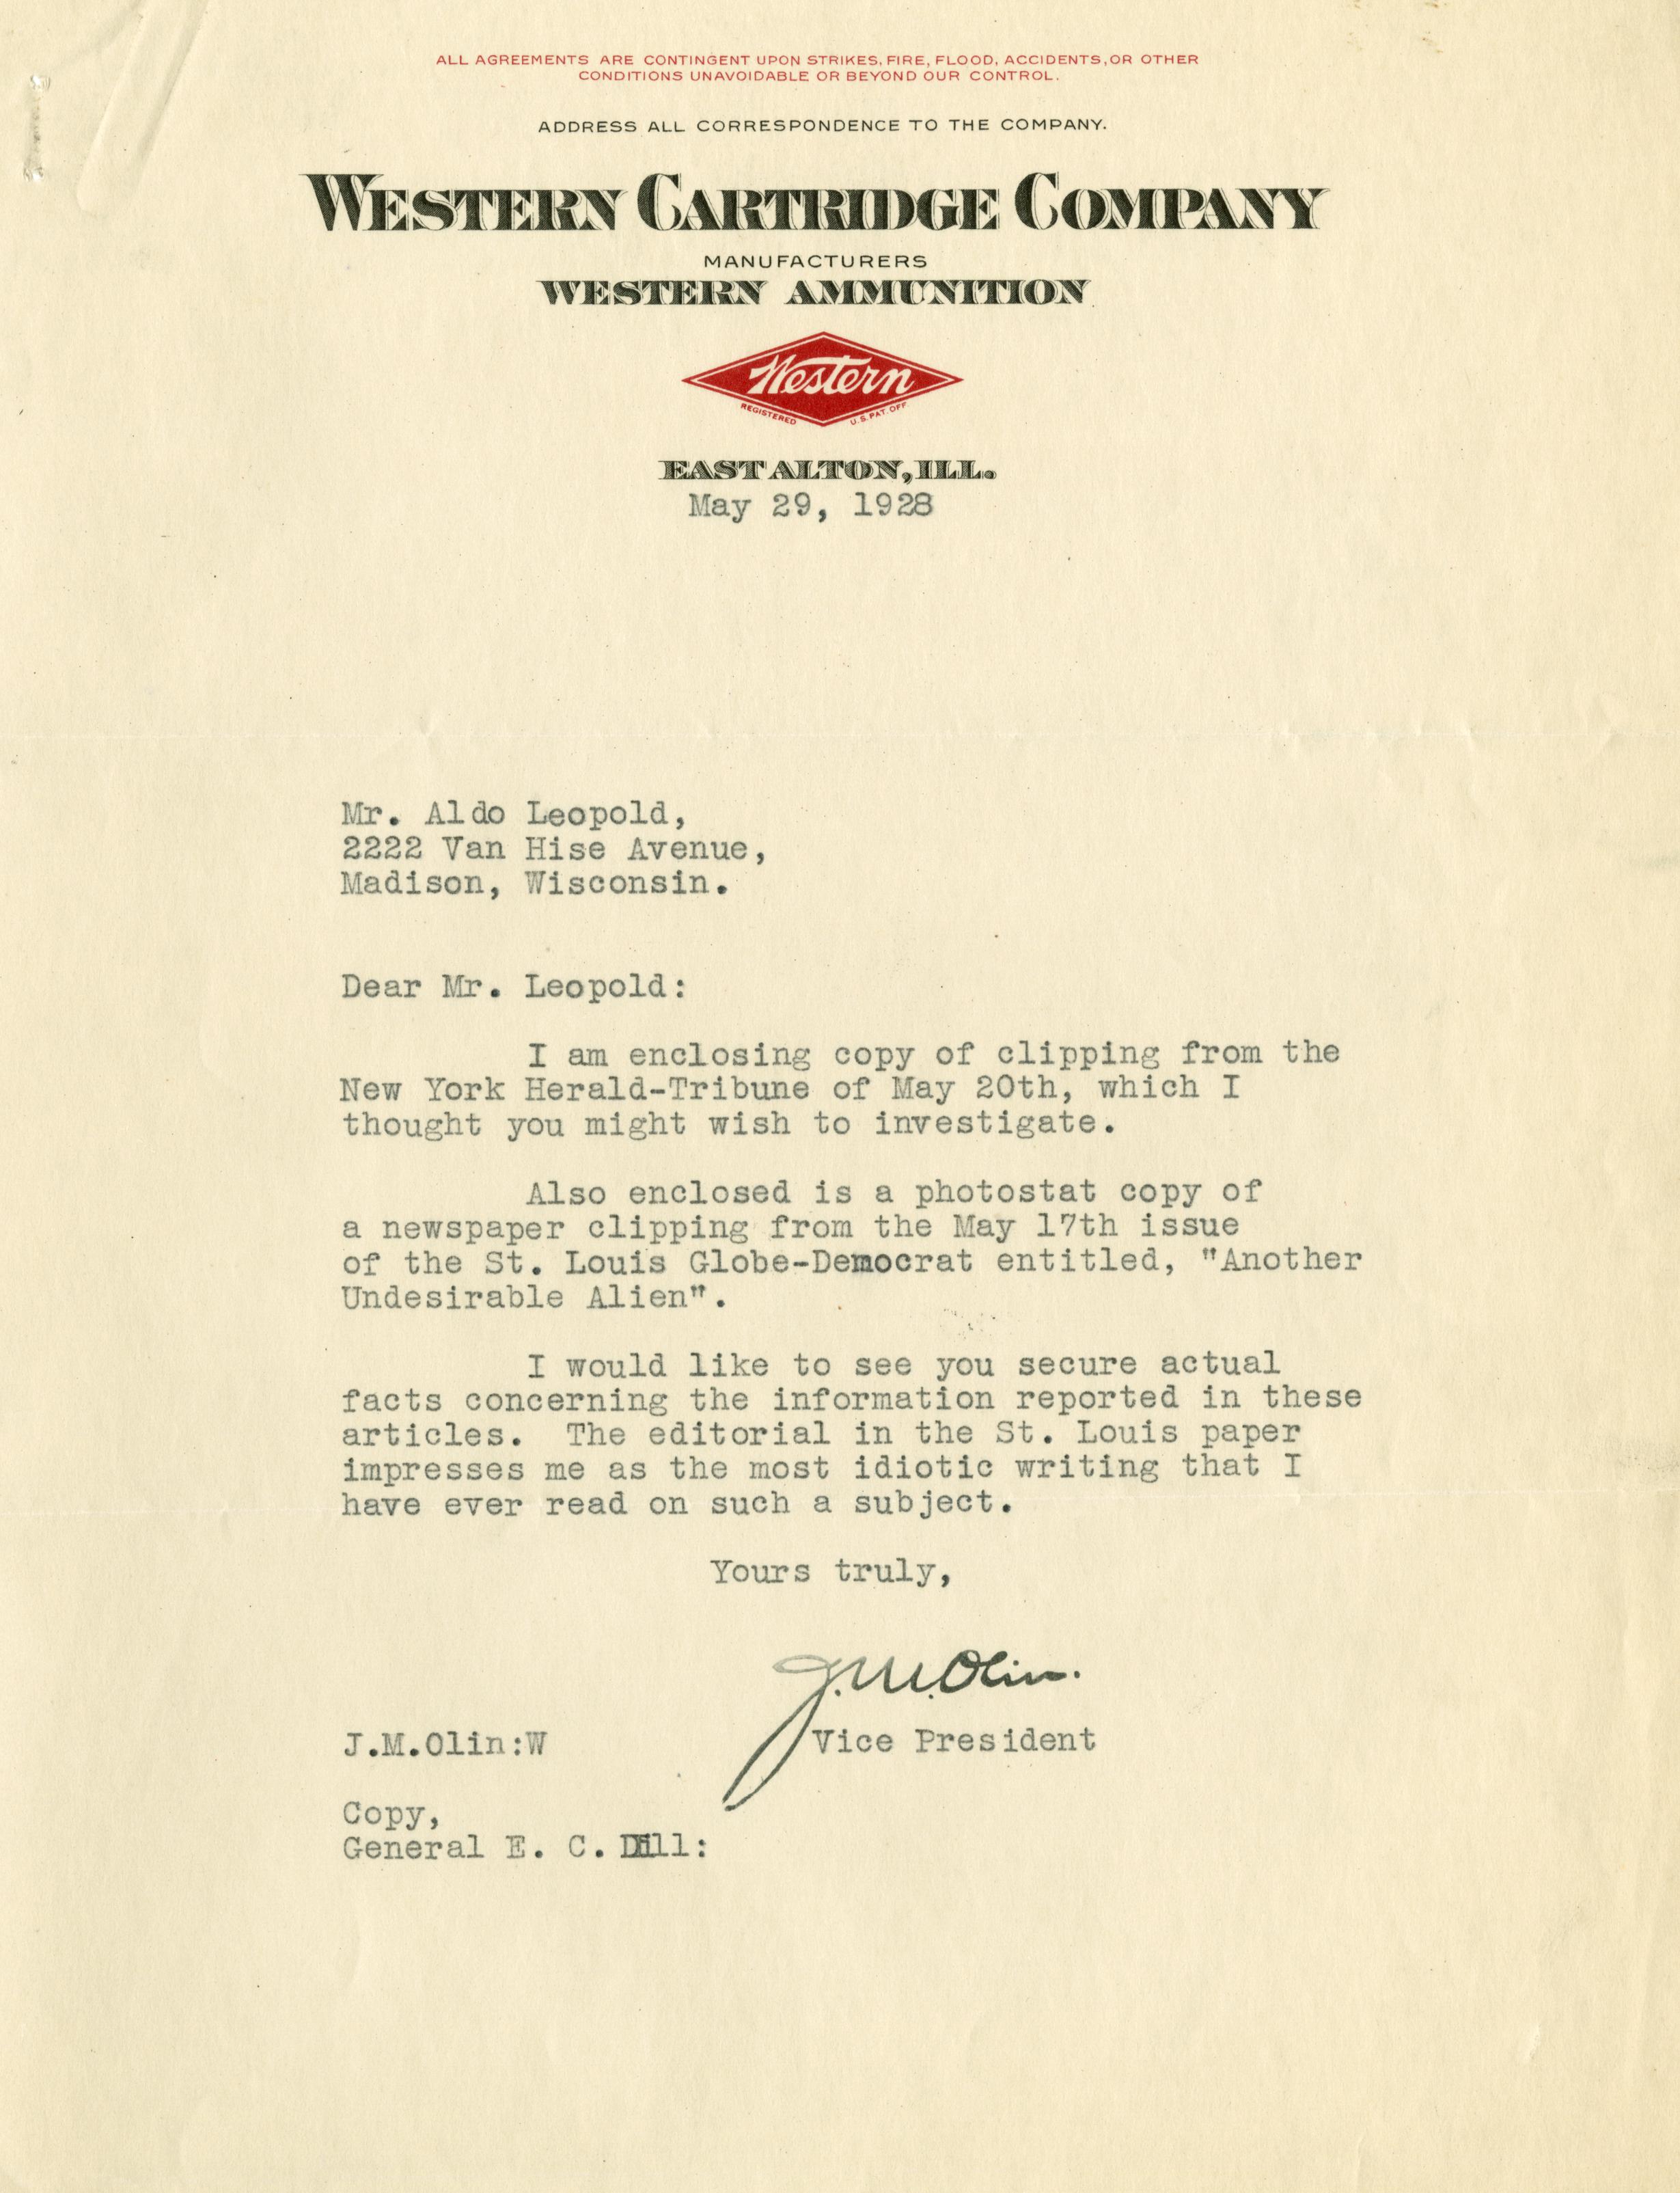 ALL AGREEMENTS ARE CONTINGENT UPON STRIKES, FIRE, FLOOD, ACCIDENTS, OR OTHER
CONDITIONS UNAVOIDABLE OR BEYOND OUR CONTROL.
ADDRESS ALL CORRESPONDENCE TO THE COMPANY.
WESTERN CARTRIDGE COMPANY
MANUFACTURERS
WESTERN AMMUNITION
Western
REGISTERED U.S. PAT. OFF
EAST ALTON, ILL.
May 29, 1928
Mr. Aldo Leopold,
2222 Van Hise Avenue,
Madison, Wisconsin.
Dear Mr. Leopold:
I am enclosing copy of clipping from the
New York Herald-Tribune of May 20th, which I
thought you might wish to investigate.
Also enclosed is a photostat copy of
a newspaper clipping from the May 17th issue
of the St. Louis Globe-Democrat entitled, "Another
Undesirable Alien".
I would like to see you secure actual
facts concerning the information reported in these
articles. The editorial in the St. Louis paper
impresses me as the most idiotic writing that I
have ever read on such a subject.
Yours truly,
J.M.Olin.
J.M.Olin:W Vice President
Copy,
General E. C.